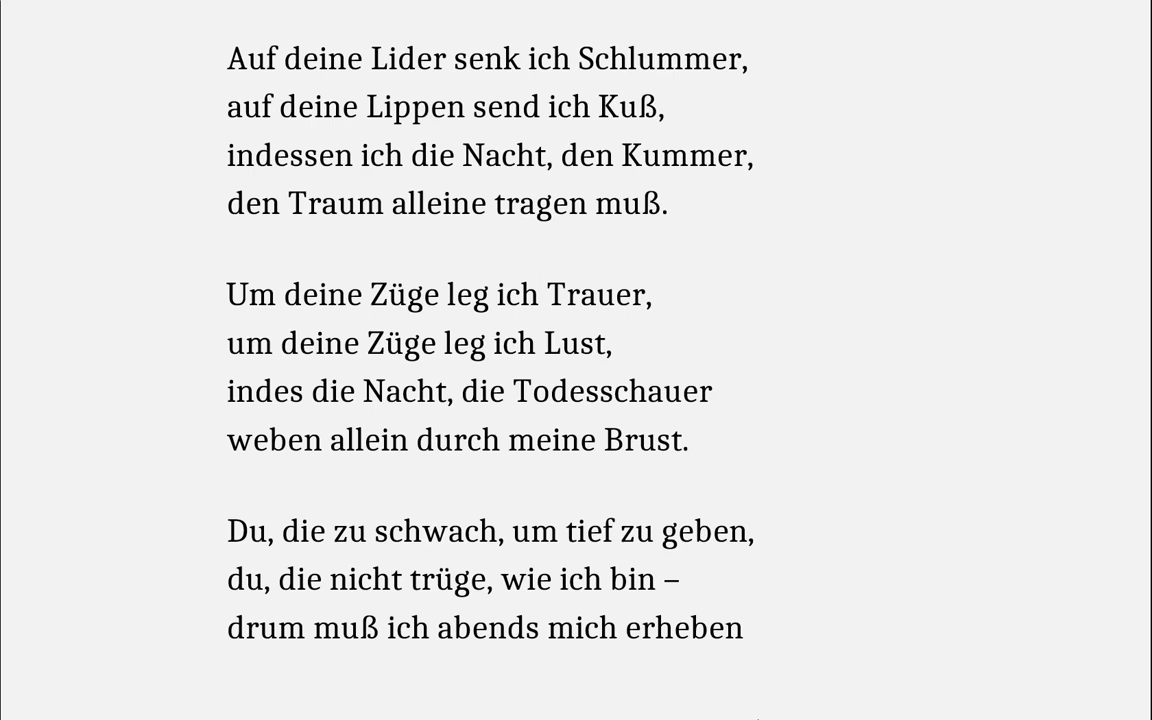 Auf deine Lider senk ich Schlummer,
auf deine Lippen send ich Kuß,
indessen ich die Nacht, den Kummer,
den Traum alleine tragen muß.
Um deine Züge leg ich Trauer,
um deine Züge leg ich Lust,
indes die Nacht, die Todesschauer
weben allein durch meine Brust.
Du, die zu schwach, um tief zu geben,
du, die nicht trüge, wie ich bin –
drum muß ich abends mich erheben